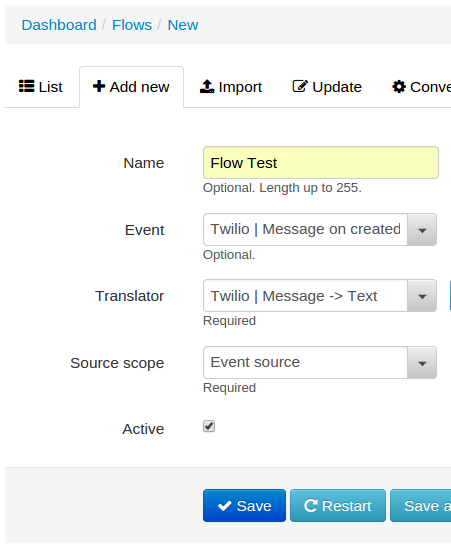 Dashboard / Flows / New
List Add new Import Update Conve
Name Flow Test
Optional. Length up to 255.
Event Twilio | Message on created
Optional.
Translator Twilio | Message -> Text
Required
Source scope Event source
Required
Active
Save Restart Save a